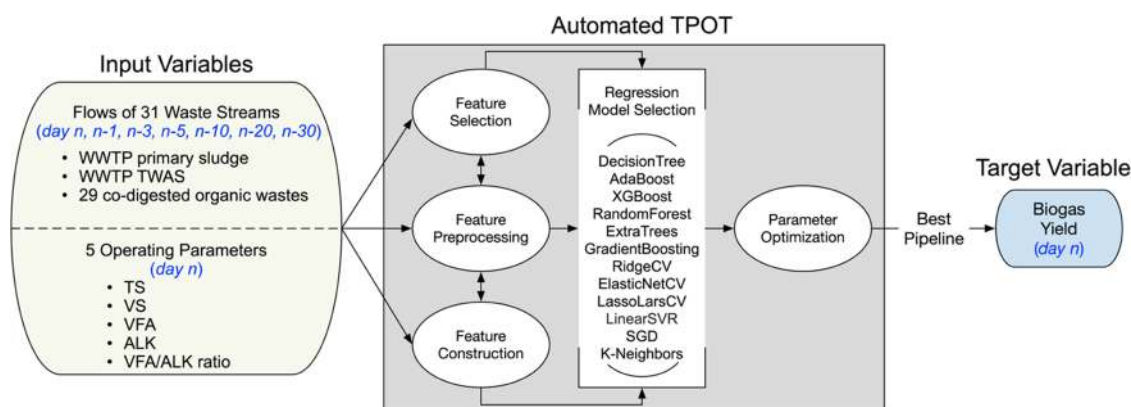 Automated TPOT
Input Variables
Flows of 31 Waste Streams
(day n, n-1, n-3, n-5, n-10, n-20, n-30)
• WWTP primary sludge
• WWTP TWAS
• 29 co-digested organic wastes
5 Operating Parameters
(day n)
• TS
• VS
• VFA
• ALK
• VFA/ALK ratio
Feature
Selection
Feature
Preprocessing
Feature
Construction
Regression
Model Selection
DecisionTree
AdaBoost
XGBoost
RandomForest
ExtraTrees
GradientBoosting
RidgeCV
ElasticNetCV
LassoLarsCV
LinearSVR
SGD
K-Neighbors
Parameter
Optimization
Best
Pipeline
Target Variable
Biogas
Yield
(day n)